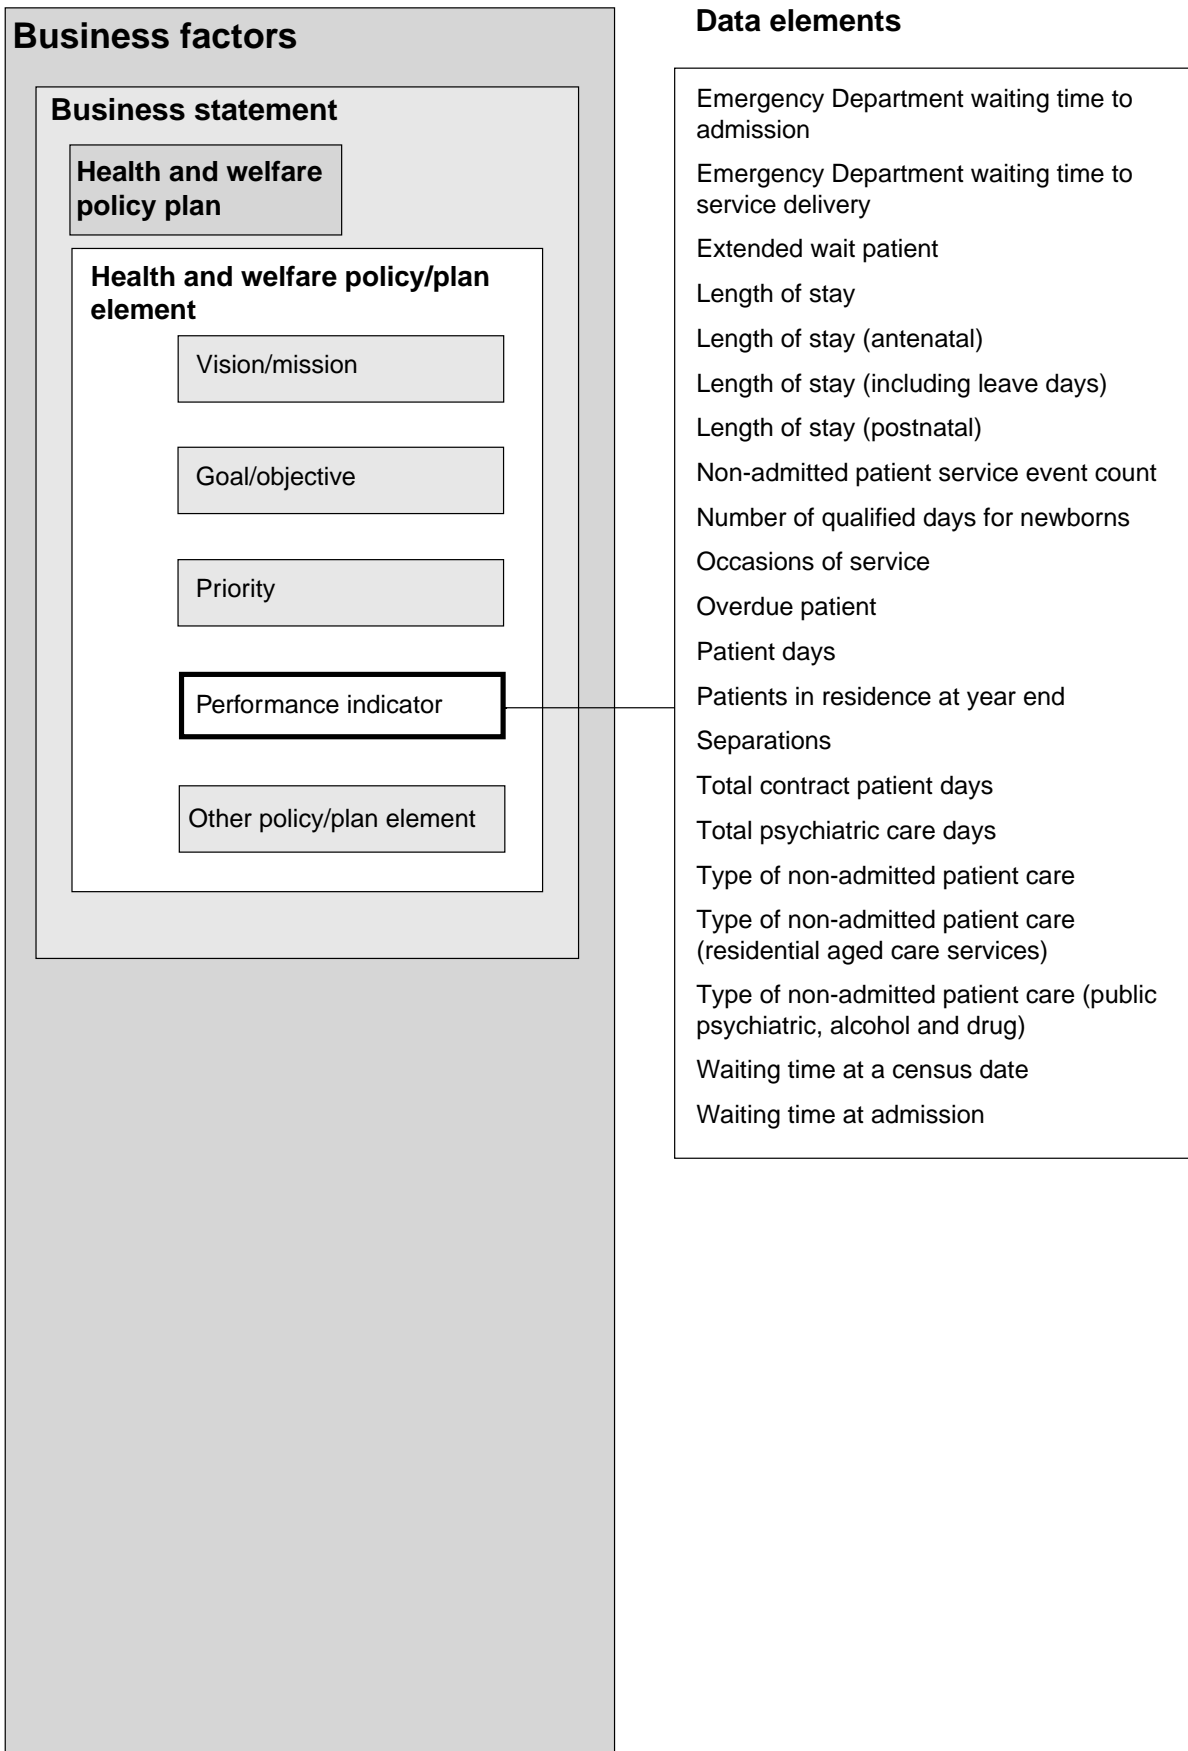 Business factors
Business statement
Health and welfare
policy plan
Health and welfare policy/plan
element
Vision/mission
Goal/objective
Priority
Performance indicator
Other policy/plan element
Data elements
Emergency Department waiting time to
admission
Emergency Department waiting time to
service delivery
Extended wait patient
Length of stay
Length of stay (antenatal)
Length of stay (including leave days)
Length of stay (postnatal)
Non-admitted patient service event count
Number of qualified days for newborns
Occasions of service
Overdue patient
Patient days
Patients in residence at year end
Separations
Total contract patient days
Total psychiatric care days
Type of non-admitted patient care
Type of non-admitted patient care
(residential aged care services)
Type of non-admitted patient care (public
psychiatric, alcohol and drug)
Waiting time at a census date
Waiting time at admission